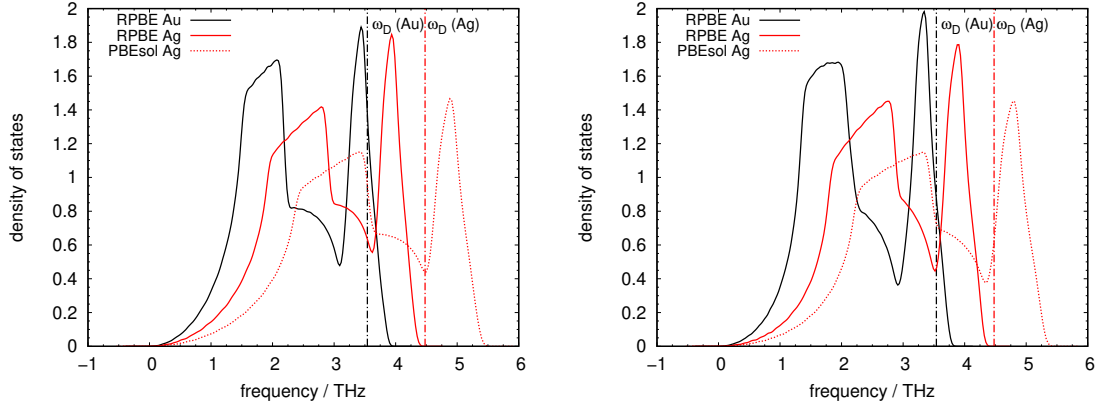 RPBE Au
RPBE Ag
PBEsol Ag
ω_D (Au) ω_D (Ag)
density of states
2
1.8
1.6
1.4
1.2
1
0.8
0.6
0.4
0.2
0
−1 0 1 2 3 4 5 6
frequency / THz
RPBE Au
RPBE Ag
PBEsol Ag
ω_D (Au) ω_D (Ag)
density of states
2
1.8
1.6
1.4
1.2
1
0.8
0.6
0.4
0.2
0
−1 0 1 2 3 4 5 6
frequency / THz